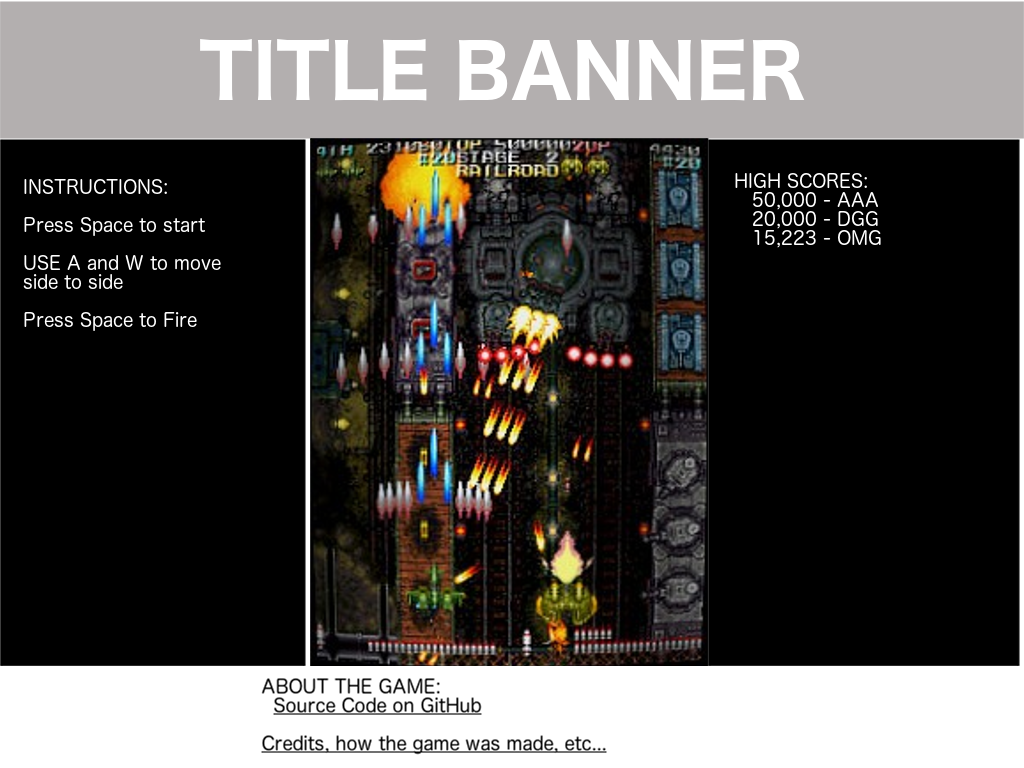 TITLE BANNER
INSTRUCTIONS:
Press Space to start
USE A and W to move
side to side
Press Space to Fire
STAGE 2
RAILROAD
HIGH SCORES:
50,000 - AAA
20,000 - DGG
15,223 - OMG
ABOUT THE GAME:
Source Code on GitHub
Credits, how the game was made, etc...